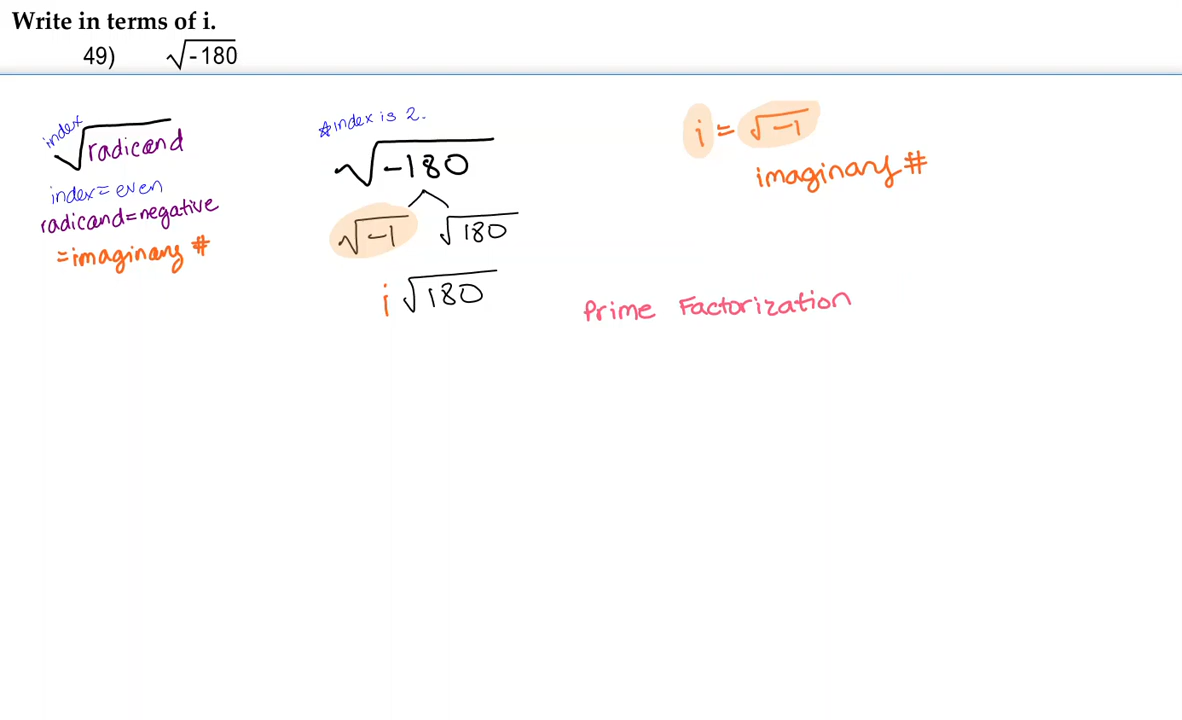 Write in terms of i.
49) √-180
index
√radicand
index = even
radicand = negative
= imaginary #
*index is 2.
√-180
√-1 √180
i √180
i = √-1
imaginary #
Prime Factorization